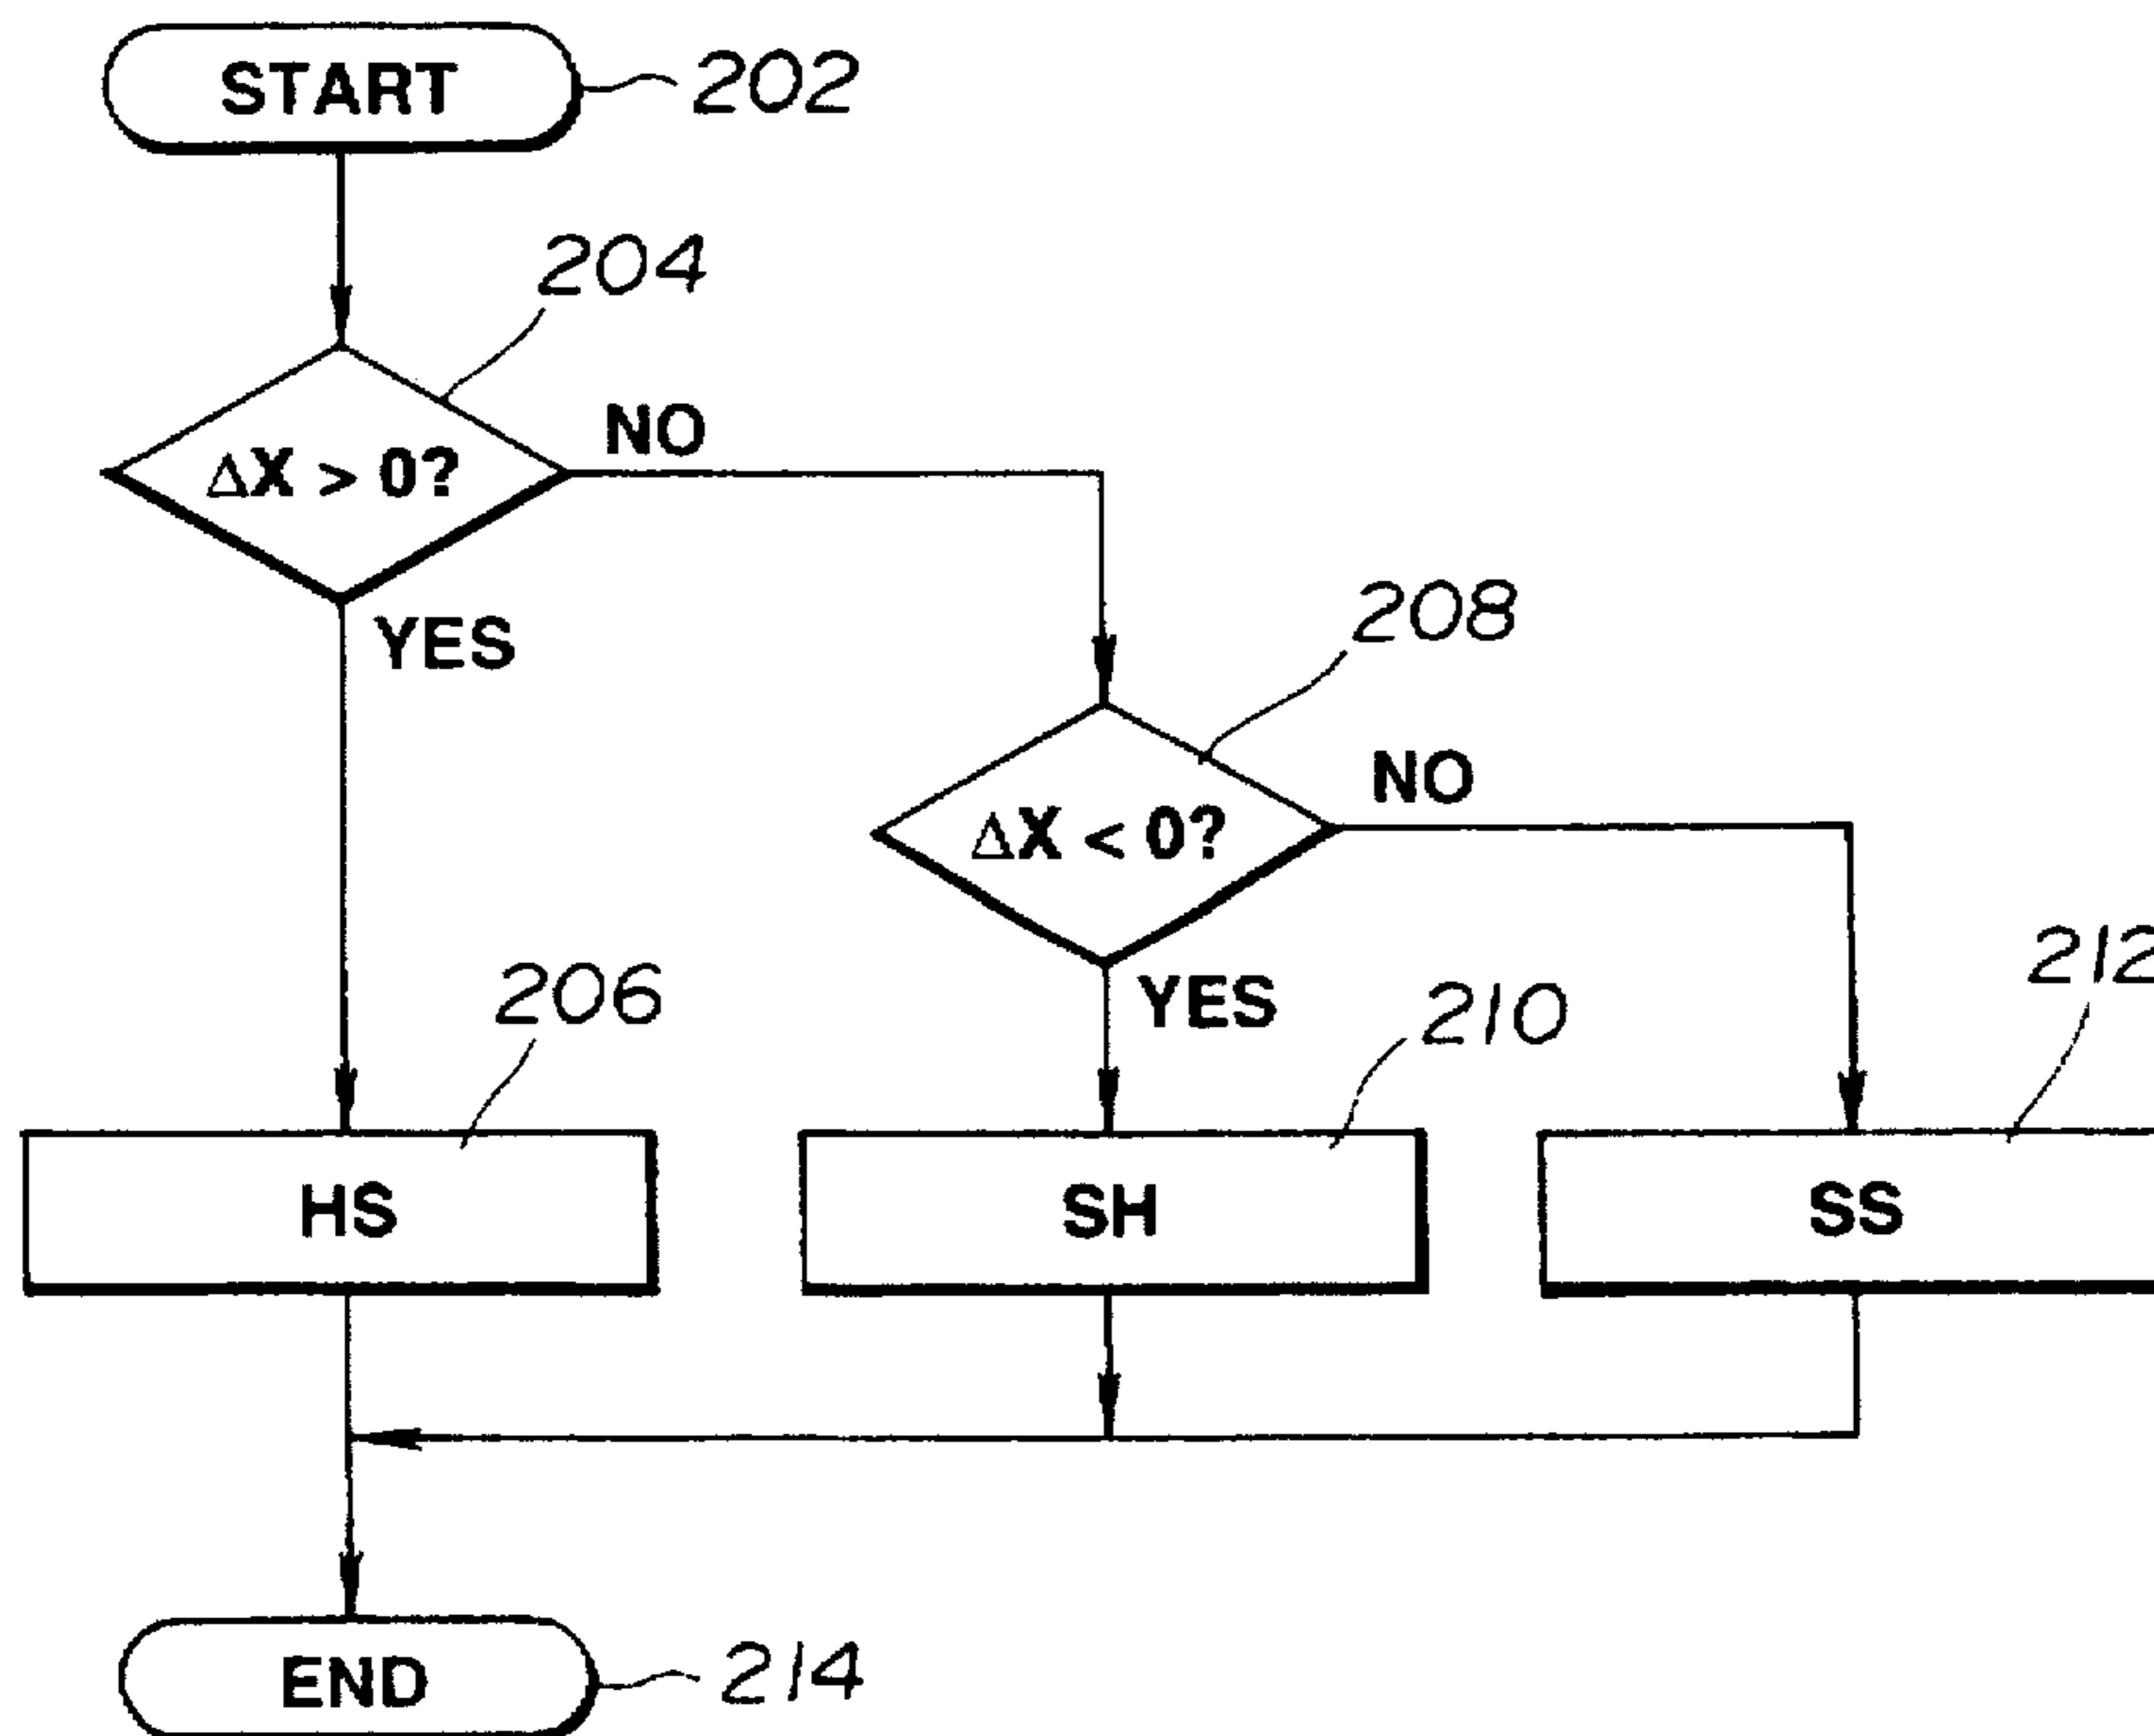 START
202
204
NO
ΔX > 0?
YES
208
NO
ΔX < 0?
YES
206
210
212
HS
SH
SS
END
214